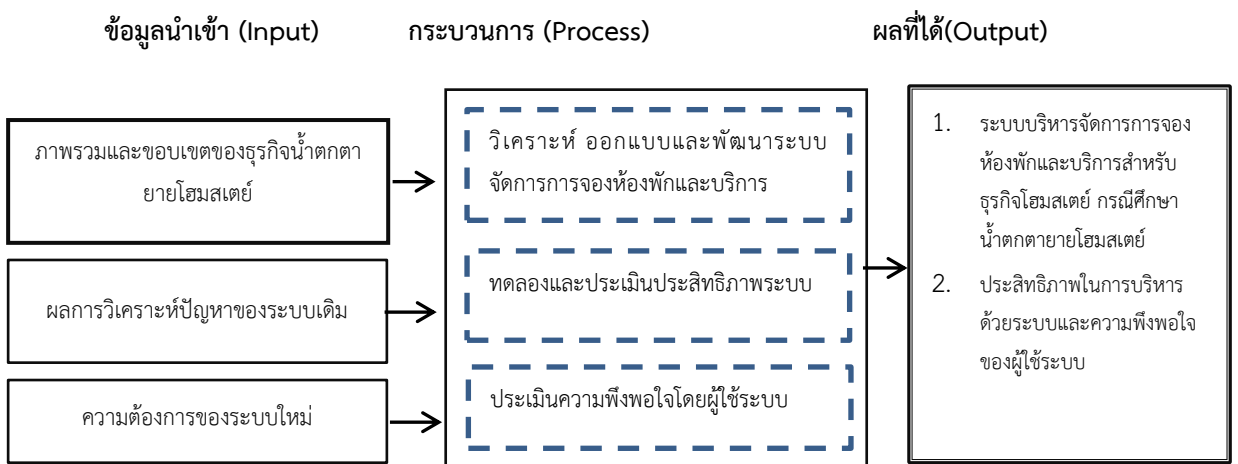 ข้อมูลนำเข้า (Input) กระบวนการ (Process) ผลที่ได้(Output)
ภาพรวมและขอบเขตของธุรกิจน้ำตกตา
ยายโฮมสเตย์
ผลการวิเคราะห์ปัญหาของระบบเดิม
ความต้องการของระบบใหม่
วิเคราะห์ ออกแบบและพัฒนาระบบ
จัดการการจองห้องพักและบริการ
ทดลองและประเมินประสิทธิภาพระบบ
ประเมินความพึงพอใจโดยผู้ใช้ระบบ
1. ระบบบริหารจัดการการจอง
ห้องพักและบริการสำหรับ
ธุรกิจโฮมสเตย์ กรณีศึกษา
น้ำตกตายายโฮมสเตย์
2. ประสิทธิภาพในการบริหาร
ด้วยระบบและความพึงพอใจ
ของผู้ใช้ระบบ